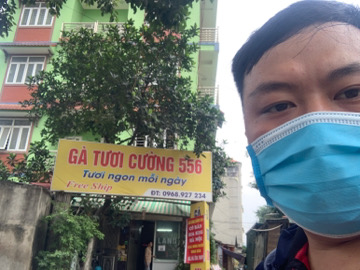 GÀ TƯƠI CƯỜNG 556
Tươi ngon mỗi ngày
Free Ship
ĐT: 0968.927.234